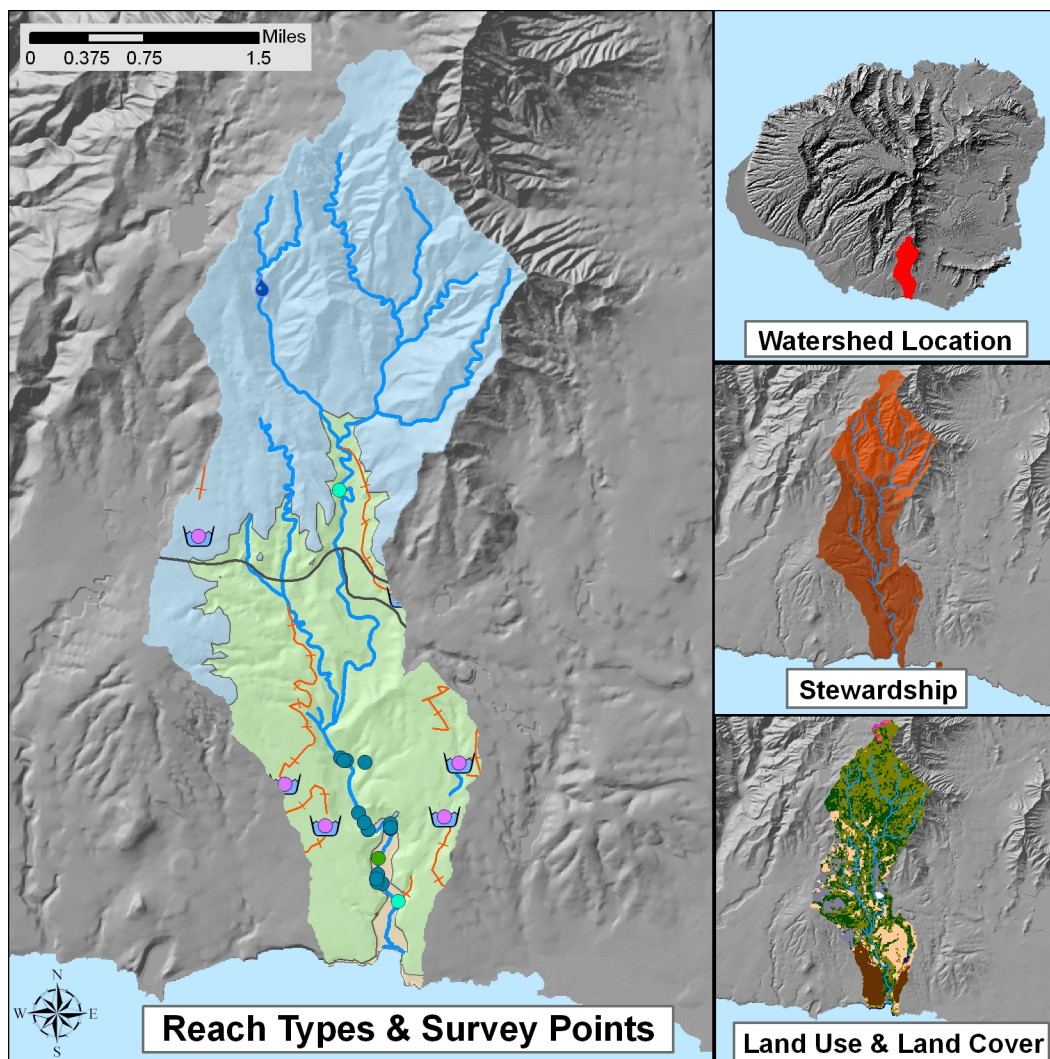 Miles
0 0.375 0.75 1.5
Watershed Location
Stewardship
N
W E
S
Reach Types & Survey Points
Land Use & Land Cover